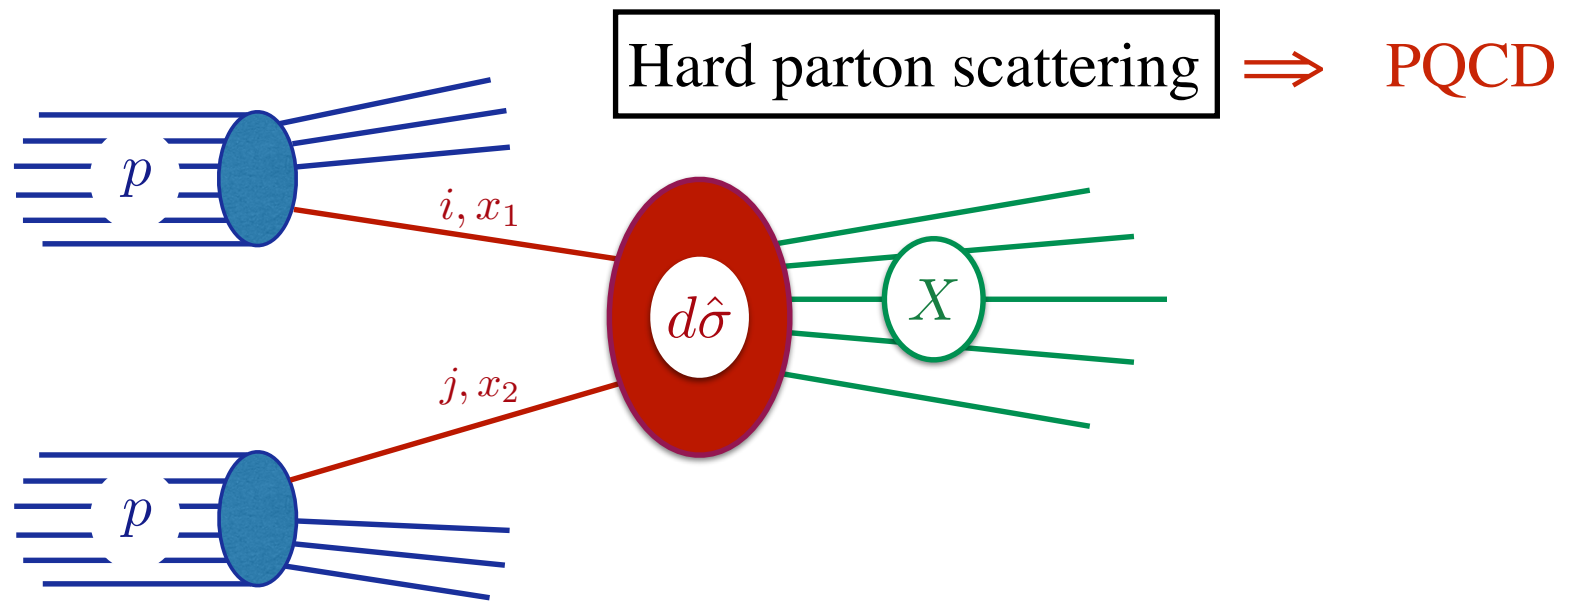 Hard parton scattering ⇒ PQCD
p
i, x₁
dσ̂
X
j, x₂
p